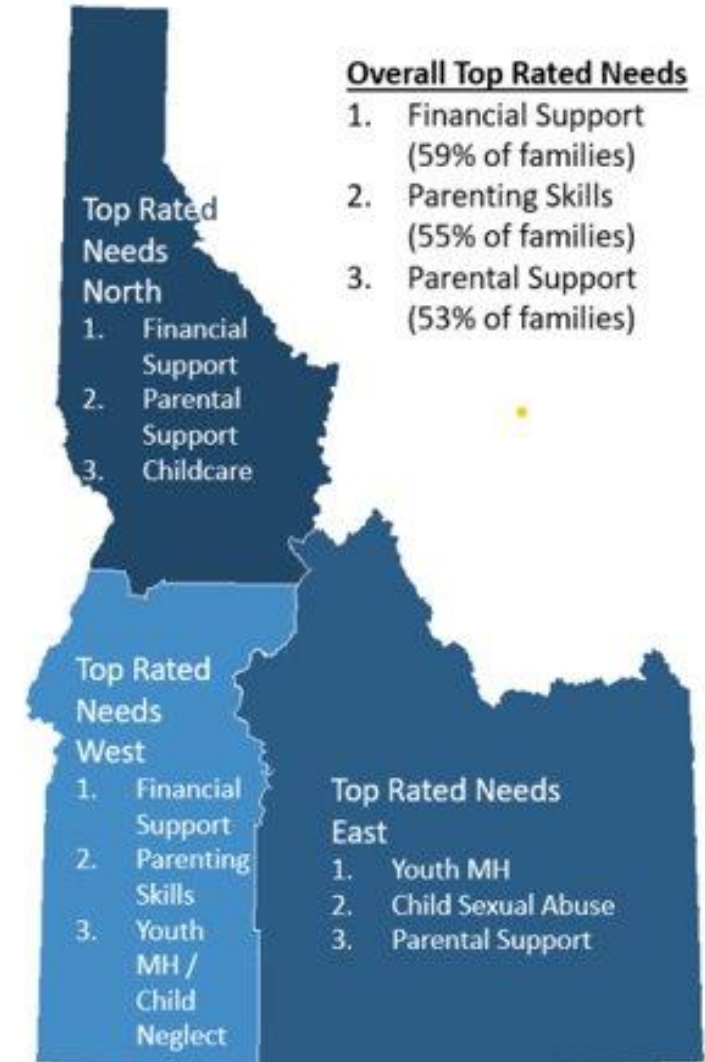 Overall Top Rated Needs
1. Financial Support
(59% of families)
2. Parenting Skills
(55% of families)
3. Parental Support
(53% of families)
Top Rated
Needs
North
1. Financial
Support
2. Parental
Support
3. Childcare
Top Rated
Needs
West
1. Financial
Support
2. Parenting
Skills
3. Youth
MH /
Child
Neglect
Top Rated Needs
East
1. Youth MH
2. Child Sexual Abuse
3. Parental Support